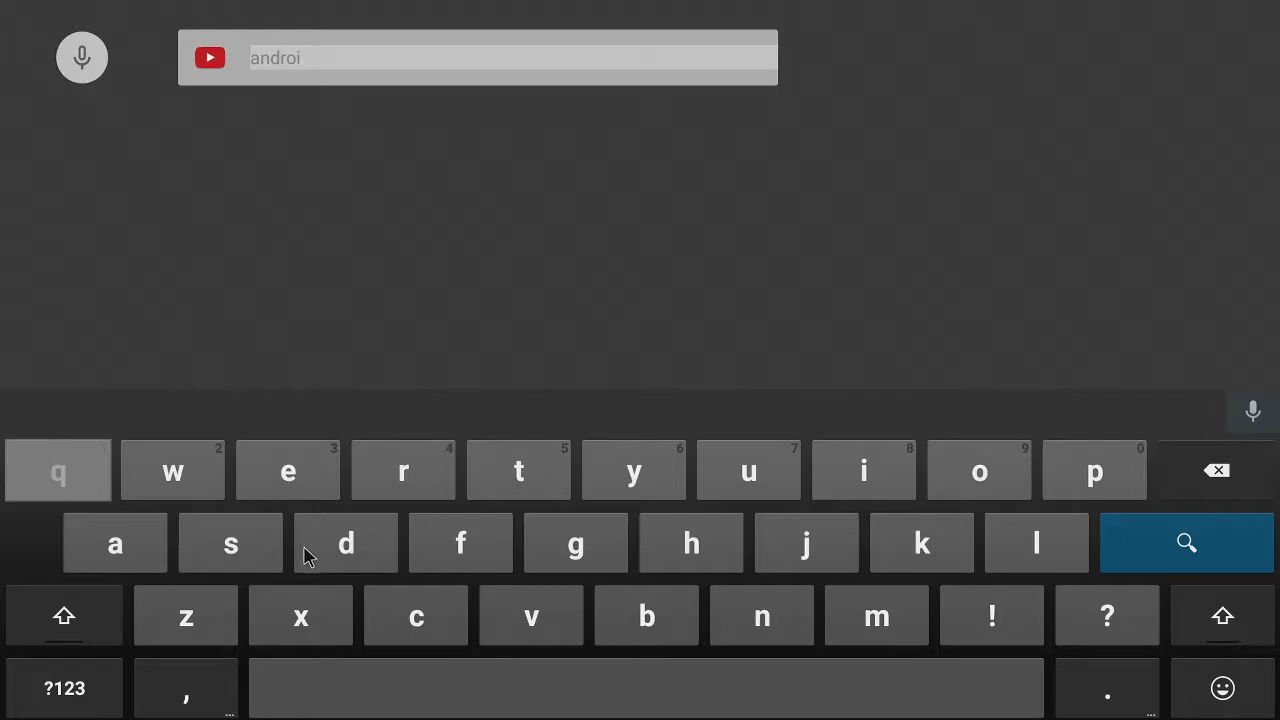 androi
q w 2 e 3 r 4 t 5 y 6 u 7 i 8 o 9 p 0
a s d f g h j k l
z x c v b n m ! ?
?123 , ... . ...